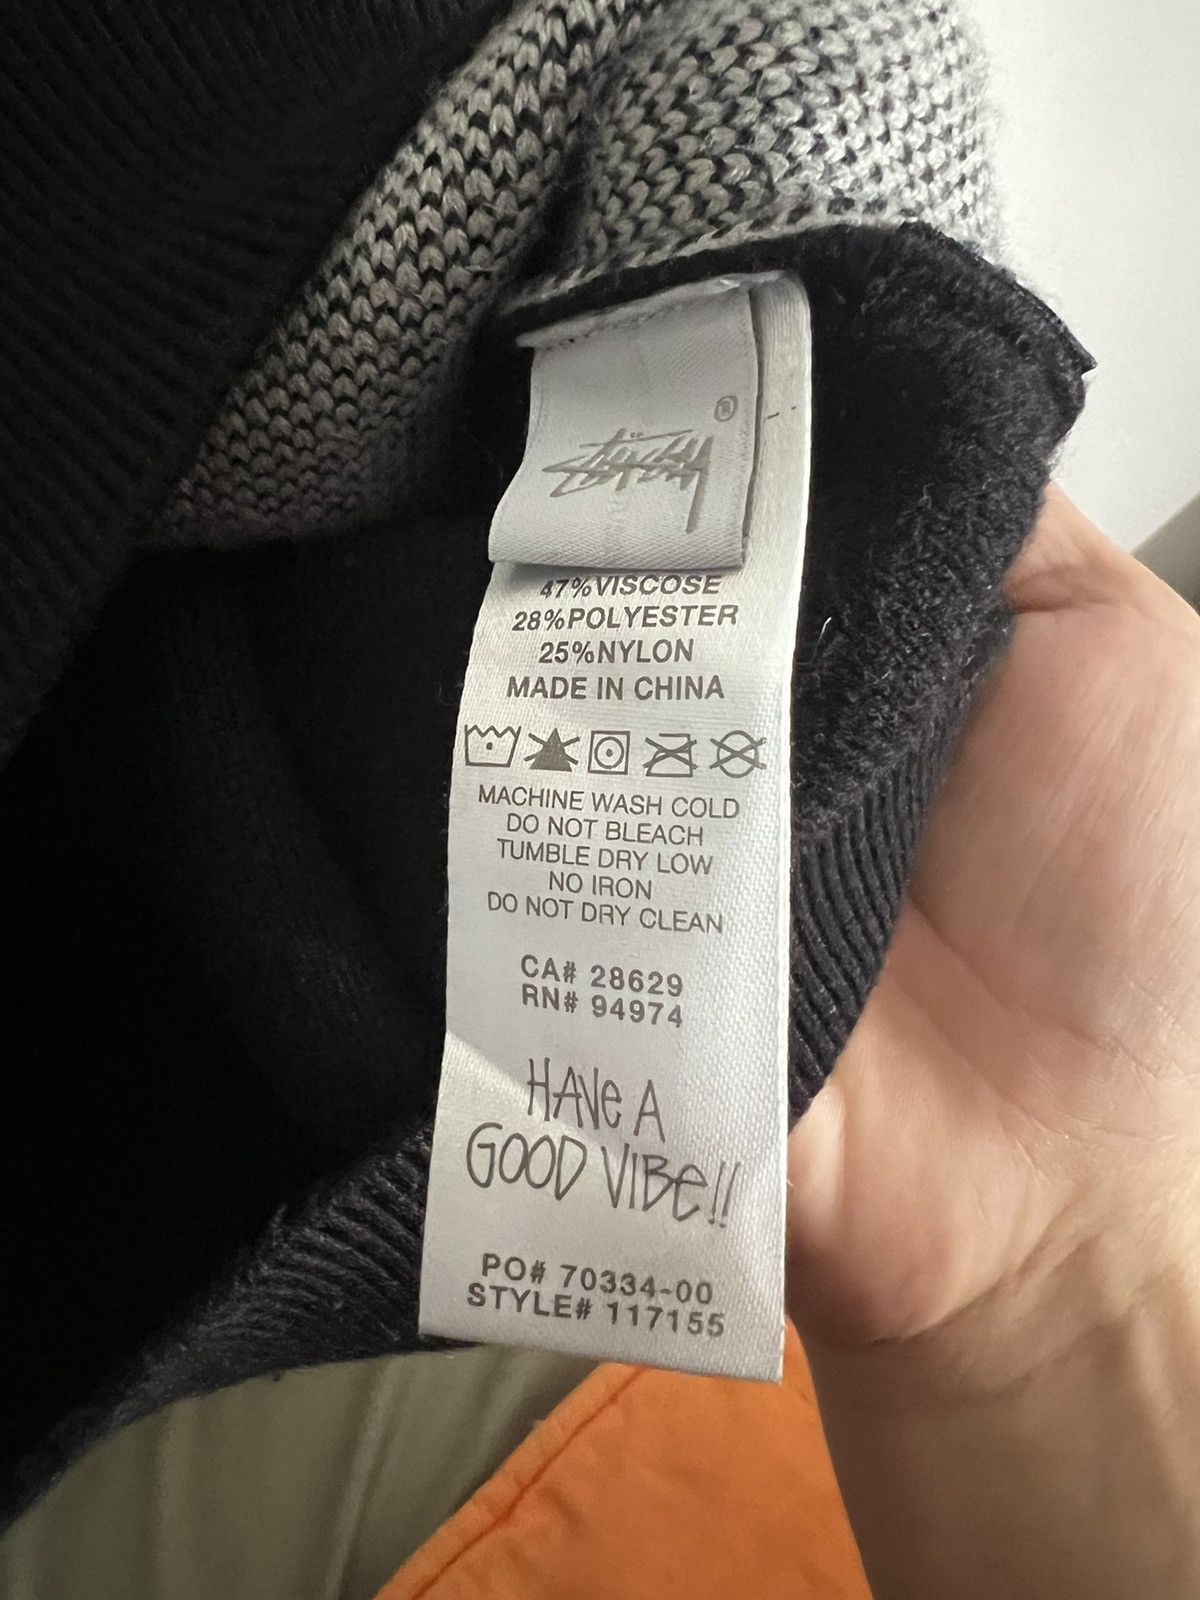 Stüssy
®
47%VISCOSE
28%POLYESTER
25%NYLON
MADE IN CHINA
MACHINE WASH COLD
DO NOT BLEACH
TUMBLE DRY LOW
NO IRON
DO NOT DRY CLEAN
CA# 28629
RN# 94974
HAVe A
GOOD VIBe!!
PO# 70334-00
STYLE# 117155